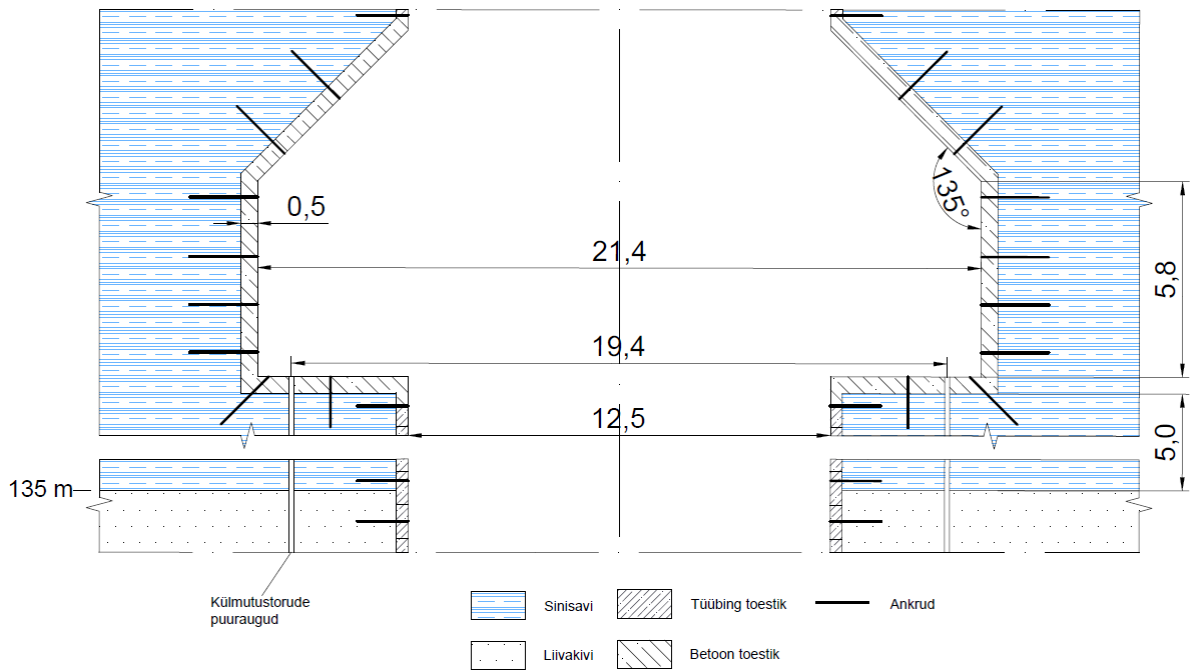 135°
0,5
21,4
5,8
19,4
12,5
5,0
135 m
Külmutustorude
puuraugud
Sinisavi
Tüübing toestik
Ankrud
Liivakivi
Betoon toestik